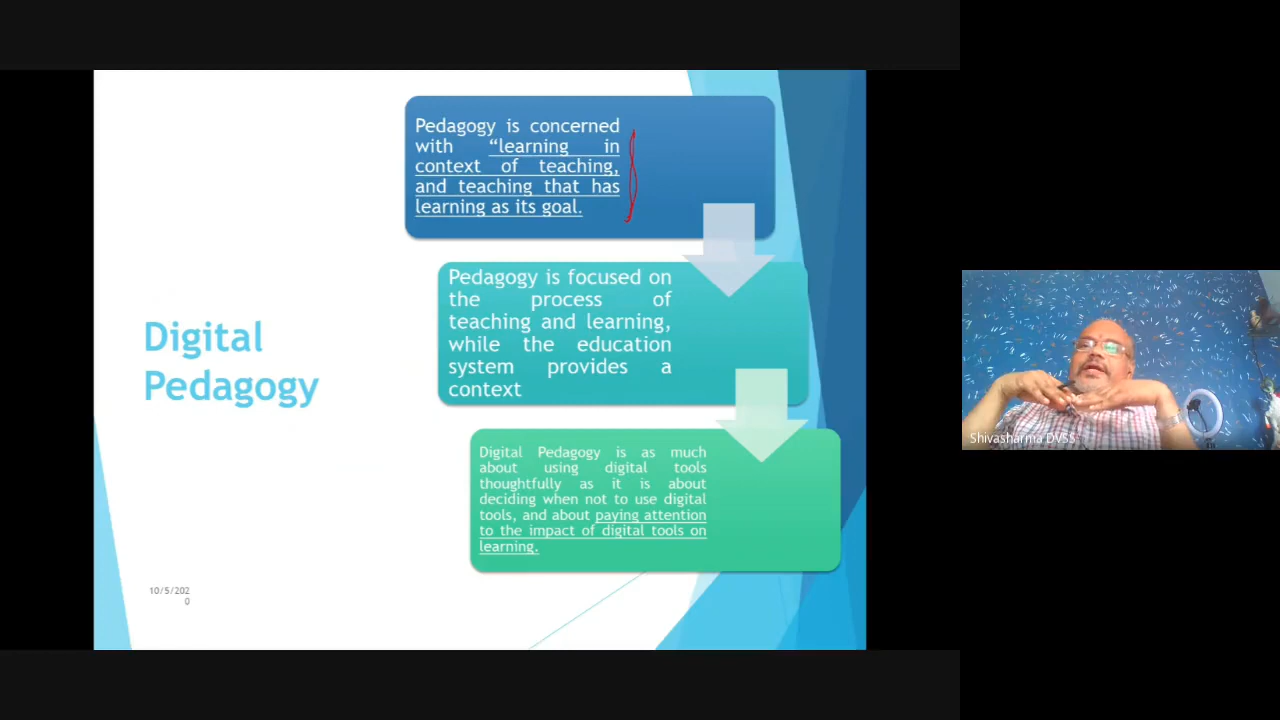 Digital
Pedagogy
Pedagogy is concerned
with “learning in
context of teaching,
and teaching that has
learning as its goal.
Pedagogy is focused on
the process of
teaching and learning,
while the education
system provides a
context
Digital Pedagogy is as much
about using digital tools
thoughtfully as it is about
deciding when not to use digital
tools, and about paying attention
to the impact of digital tools on
learning.
10/5/202
0
Shivasharma DVSS